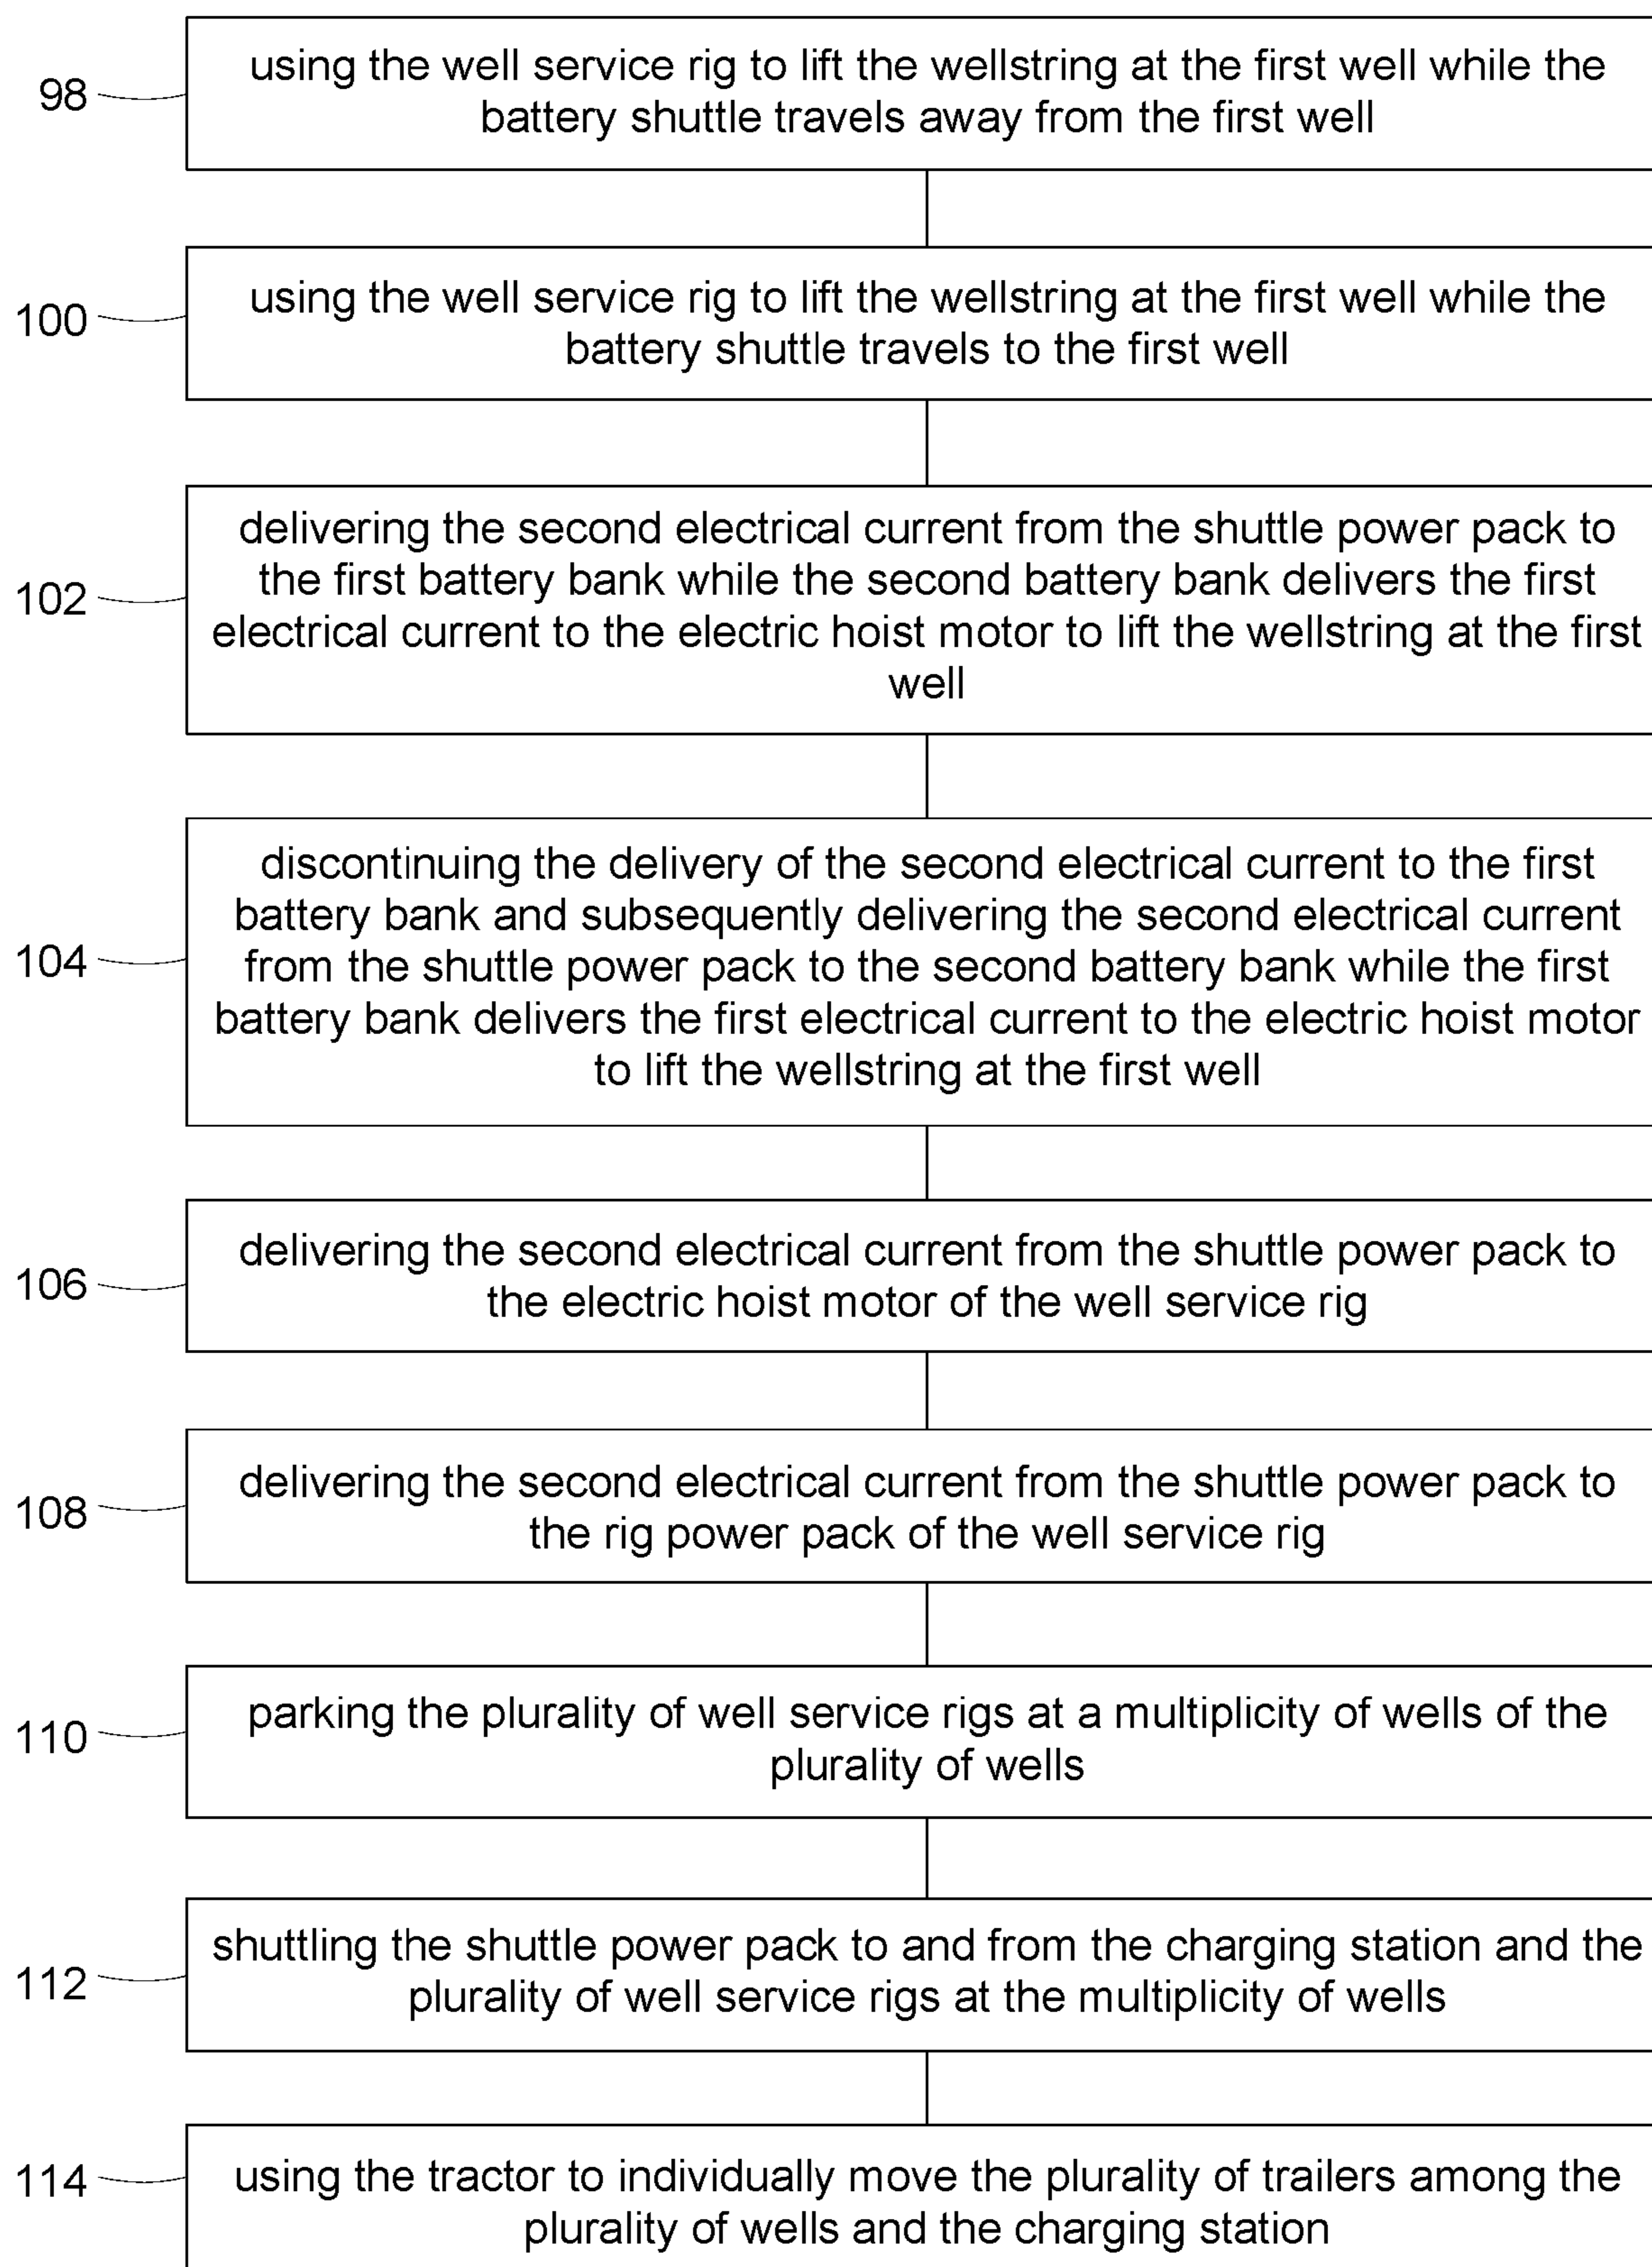 98
using the well service rig to lift the wellstring at the first well while the
battery shuttle travels away from the first well
100
using the well service rig to lift the wellstring at the first well while the
battery shuttle travels to the first well
102
delivering the second electrical current from the shuttle power pack to
the first battery bank while the second battery bank delivers the first
electrical current to the electric hoist motor to lift the wellstring at the first
well
104
discontinuing the delivery of the second electrical current to the first
battery bank and subsequently delivering the second electrical current
from the shuttle power pack to the second battery bank while the first
battery bank delivers the first electrical current to the electric hoist motor
to lift the wellstring at the first well
106
delivering the second electrical current from the shuttle power pack to
the electric hoist motor of the well service rig
108
delivering the second electrical current from the shuttle power pack to
the rig power pack of the well service rig
110
parking the plurality of well service rigs at a multiplicity of wells of the
plurality of wells
112
shuttling the shuttle power pack to and from the charging station and the
plurality of well service rigs at the multiplicity of wells
114
using the tractor to individually move the plurality of trailers among the
plurality of wells and the charging station